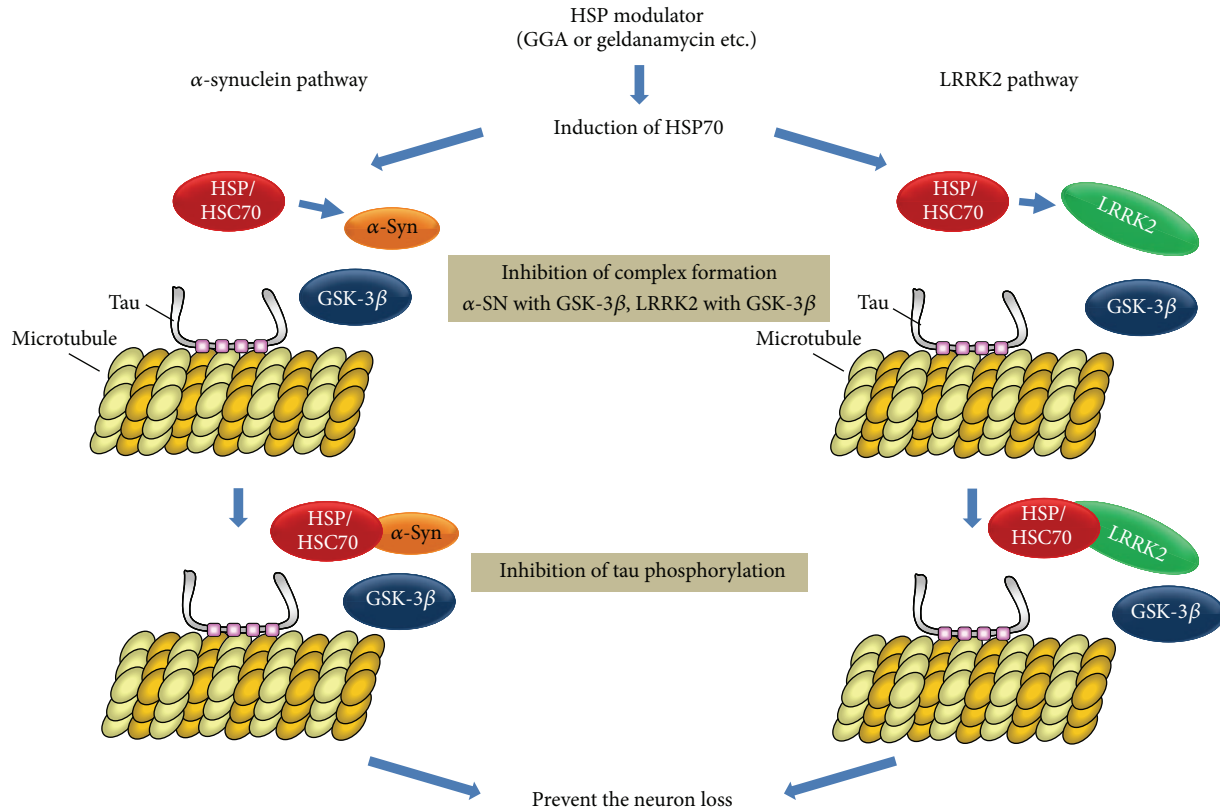 HSP modulator
(GGA or geldanamycin etc.)
α-synuclein pathway
LRRK2 pathway
Induction of HSP70
HSP/
HSC70
α-Syn
HSP/
HSC70
LRRK2
Inhibition of complex formation
α-SN with GSK-3β, LRRK2 with GSK-3β
GSK-3β
Tau
Microtubule
GSK-3β
Tau
Microtubule
HSP/
HSC70
α-Syn
HSP/
HSC70
LRRK2
Inhibition of tau phosphorylation
GSK-3β
GSK-3β
Prevent the neuron loss